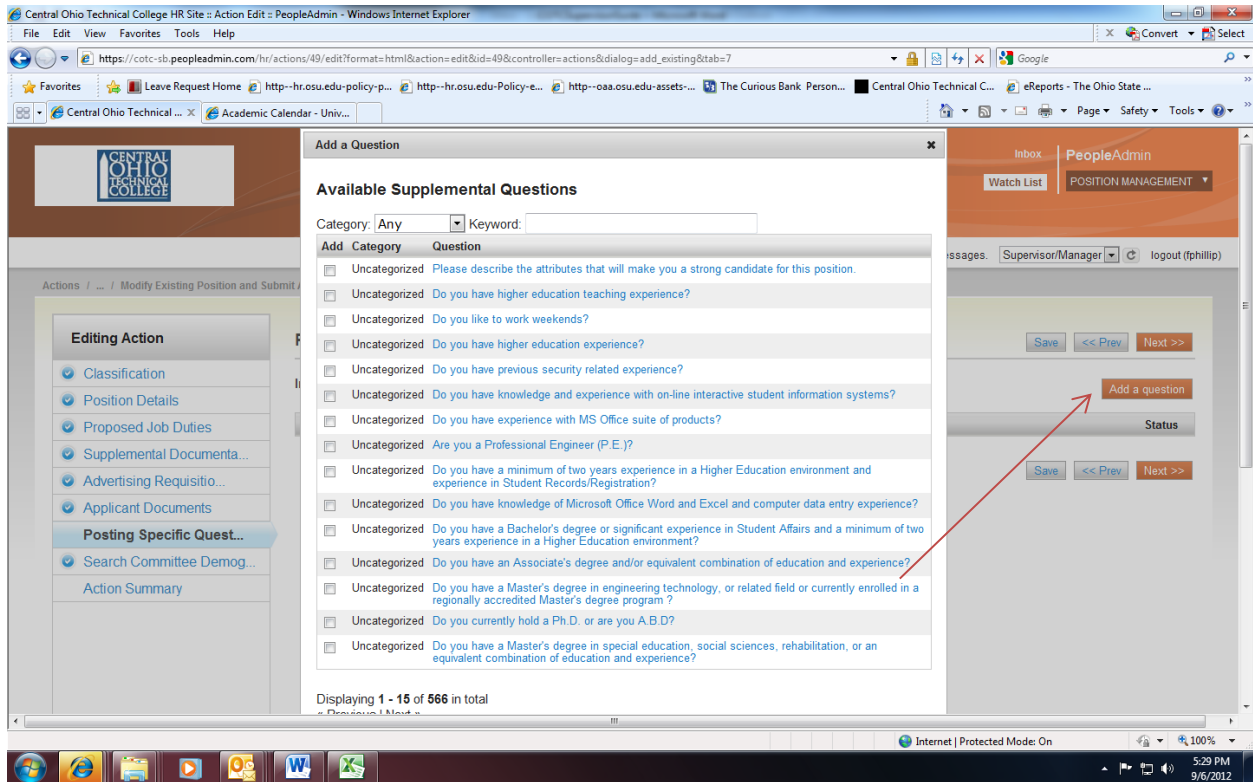 Central Ohio Technical College HR Site :: Action Edit :: PeopleAdmin - Windows Internet Explorer
File Edit View Favorites Tools Help
X Convert Select
https://cotc-sb.peopleadmin.com/hr/actions/49/edit?format=html&action=edit&id=49&controller=actions&dialog=add_existing&tab=7
Google
Favorites Leave Request Home http--hr.osu.edu-policy-p... http--hr.osu.edu-Policy-e... http--oaa.osu.edu-assets-... The Curious Bank Person... Central Ohio Technical C... eReports - The Ohio State ...
Central Ohio Technical ... X Academic Calendar - Univ...
Page Safety Tools
CENTRAL
OHIO
TECHNICAL
COLLEGE
Add a Question
Inbox PeopleAdmin
Watch List POSITION MANAGEMENT
Available Supplemental Questions
Category: Any Keyword:
Add Category Question
ssages. Supervisor/Manager logout (fphillip)
Uncategorized Please describe the attributes that will make you a strong candidate for this position.
Actions / ... / Modify Existing Position and Submit
Uncategorized Do you have higher education teaching experience?
Uncategorized Do you like to work weekends?
Editing Action
Uncategorized Do you have higher education experience?
Save << Prev Next >>
Classification
Uncategorized Do you have previous security related experience?
Position Details
Uncategorized Do you have knowledge and experience with on-line interactive student information systems?
Add a question
Proposed Job Duties
Uncategorized Do you have experience with MS Office suite of products?
Status
Uncategorized Are you a Professional Engineer (P.E.)?
Supplemental Documenta...
Uncategorized Do you have a minimum of two years experience in a Higher Education environment and
experience in Student Records/Registration?
Save << Prev Next >>
Advertising Requisitio...
Applicant Documents
Uncategorized Do you have knowledge of Microsoft Office Word and Excel and computer data entry experience?
Posting Specific Quest...
Uncategorized Do you have a Bachelor's degree or significant experience in Student Affairs and a minimum of two
years experience in a Higher Education environment?
Search Committee Demog...
Uncategorized Do you have an Associate's degree and/or equivalent combination of education and experience?
Action Summary
Uncategorized Do you have a Master's degree in engineering technology, or related field or currently enrolled in a
regionally accredited Master's degree program ?
Uncategorized Do you currently hold a Ph.D. or are you A.B.D?
Uncategorized Do you have a Master's degree in special education, social sciences, rehabilitation, or an
equivalent combination of education and experience?
Displaying 1 - 15 of 566 in total
« Previous | Next »
Internet | Protected Mode: On 100%
5:29 PM
9/6/2012